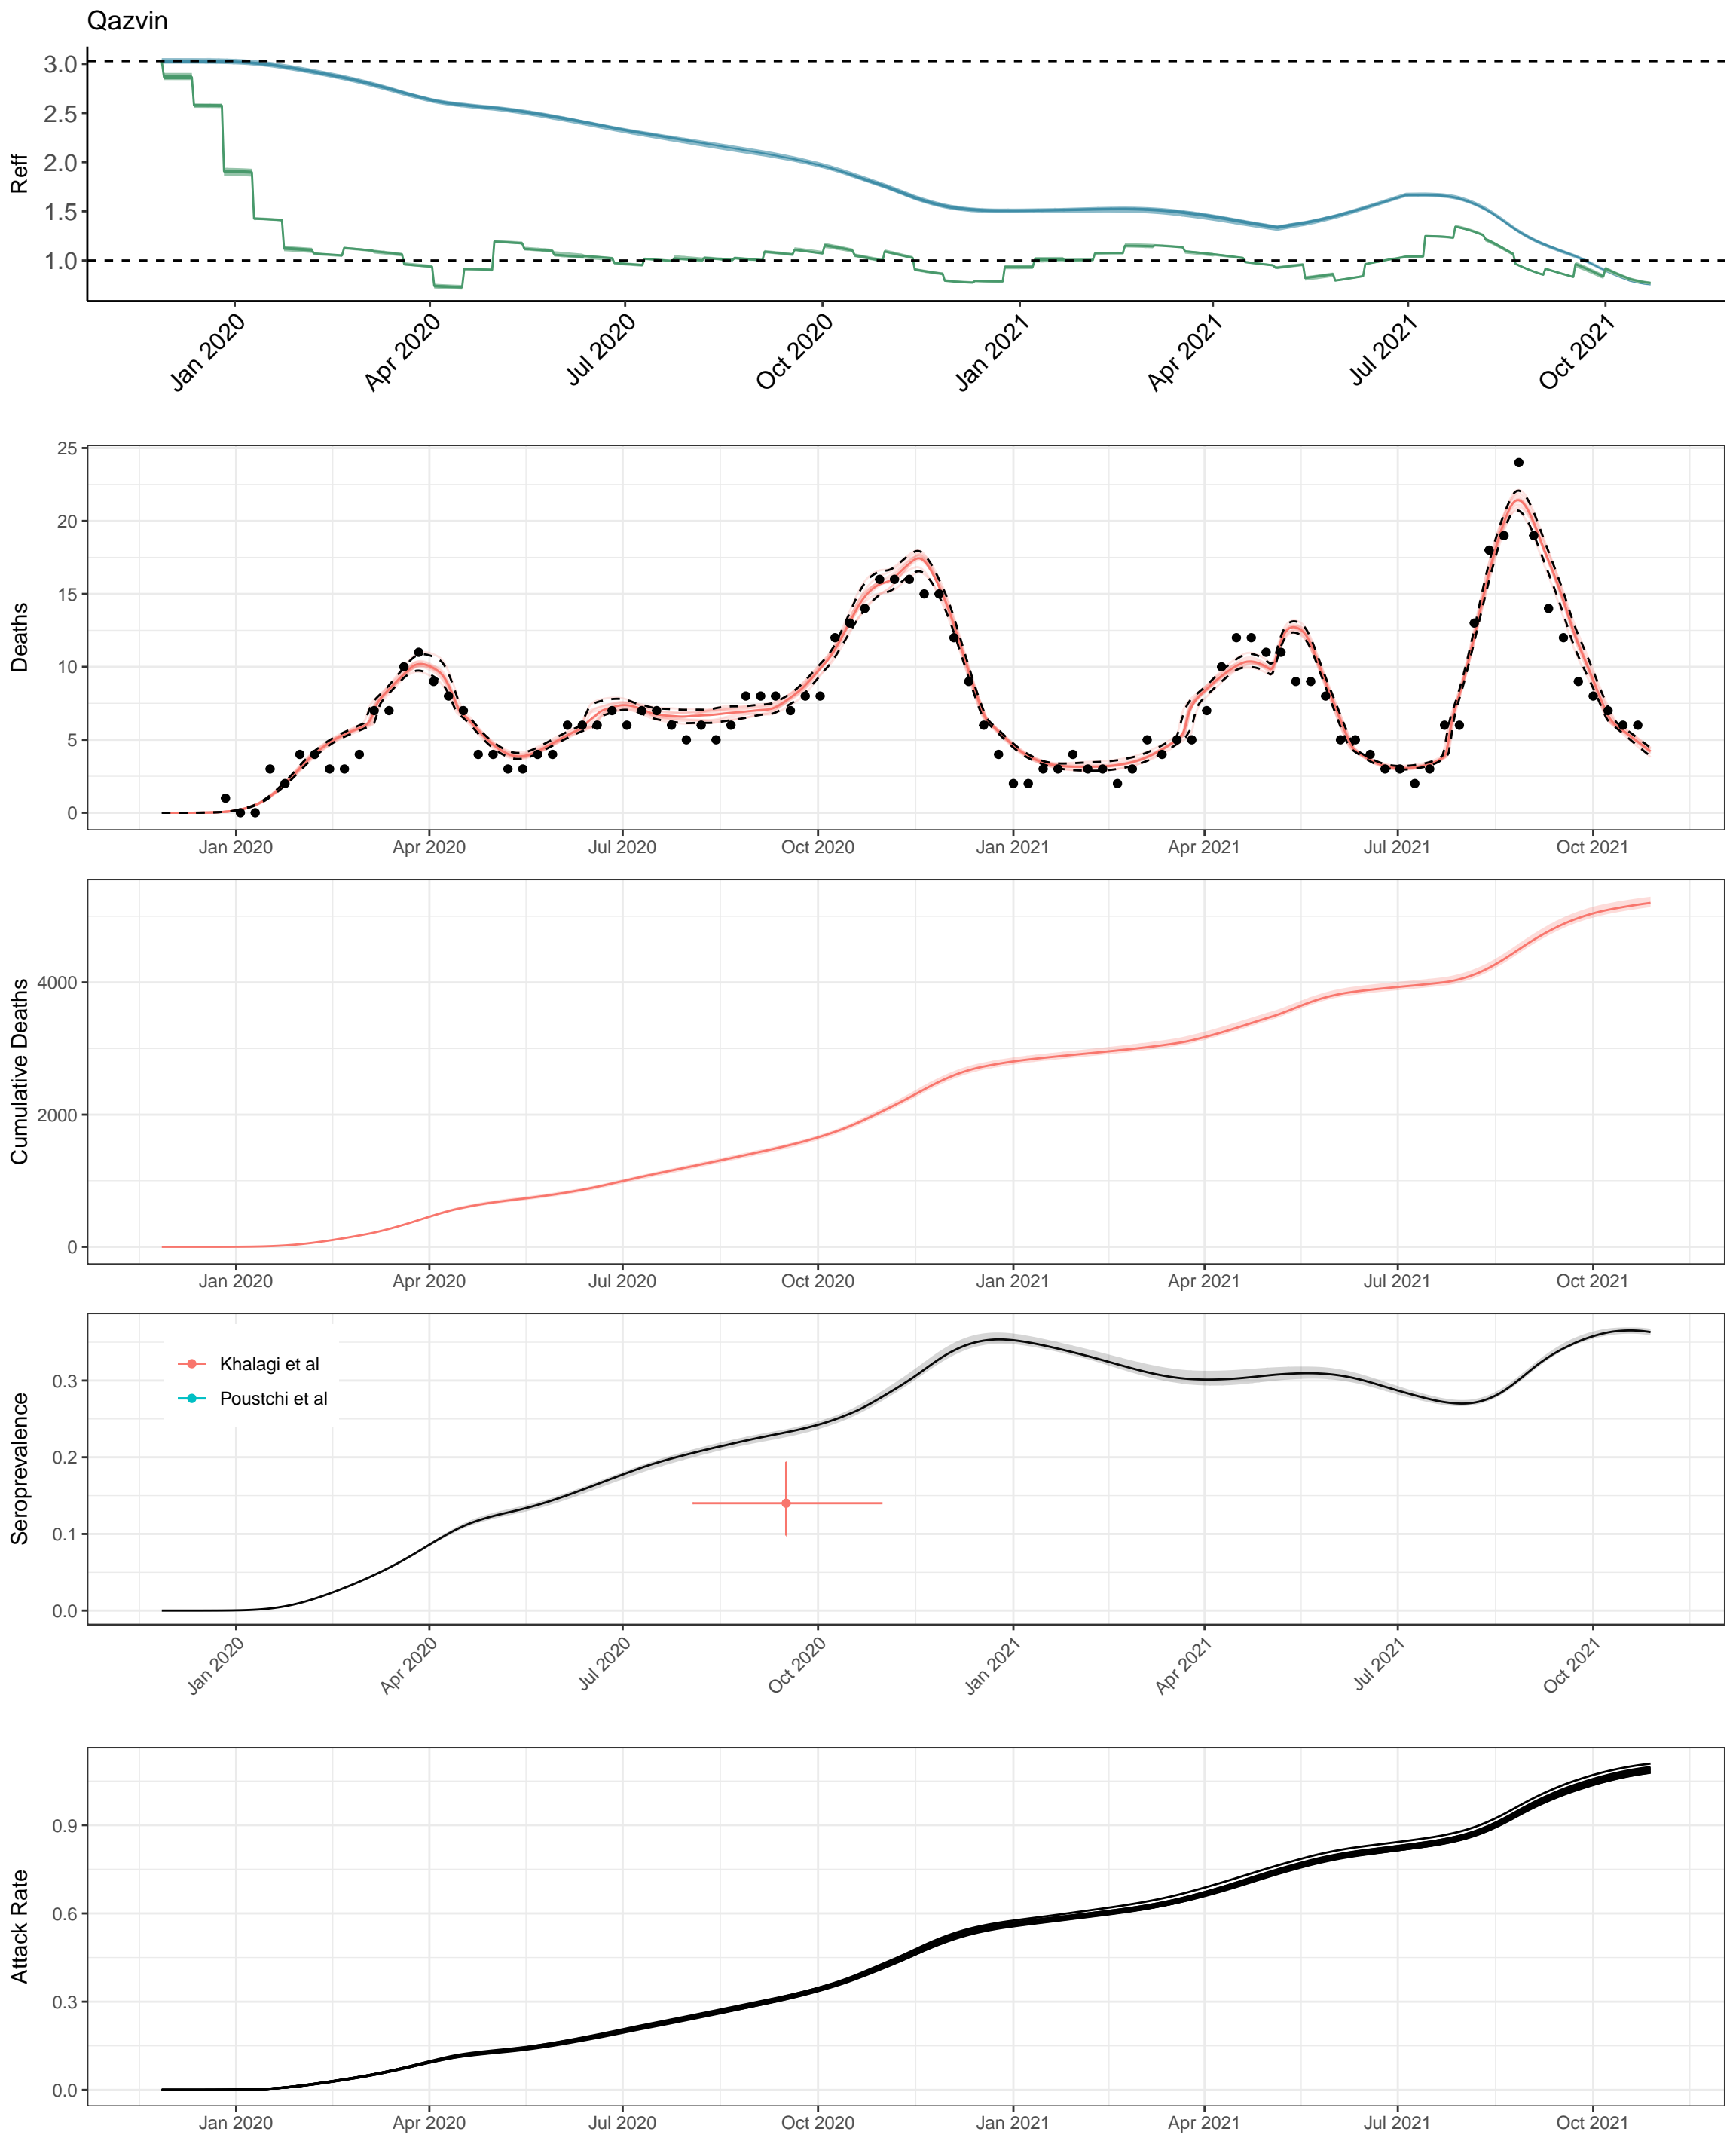 Qazvin
Reff
3.0
2.5
2.0
1.5
1.0
Jan 2020
Apr 2020
Jul 2020
Oct 2020
Jan 2021
Apr 2021
Jul 2021
Oct 2021
Deaths
25
20
15
10
5
0
Jan 2020
Apr 2020
Jul 2020
Oct 2020
Jan 2021
Apr 2021
Jul 2021
Oct 2021
Cumulative Deaths
4000
2000
0
Jan 2020
Apr 2020
Jul 2020
Oct 2020
Jan 2021
Apr 2021
Jul 2021
Oct 2021
Seroprevalence
0.3
0.2
0.1
0.0
Khalagi et al
Poustchi et al
Jan 2020
Apr 2020
Jul 2020
Oct 2020
Jan 2021
Apr 2021
Jul 2021
Oct 2021
Attack Rate
0.9
0.6
0.3
0.0
Jan 2020
Apr 2020
Jul 2020
Oct 2020
Jan 2021
Apr 2021
Jul 2021
Oct 2021